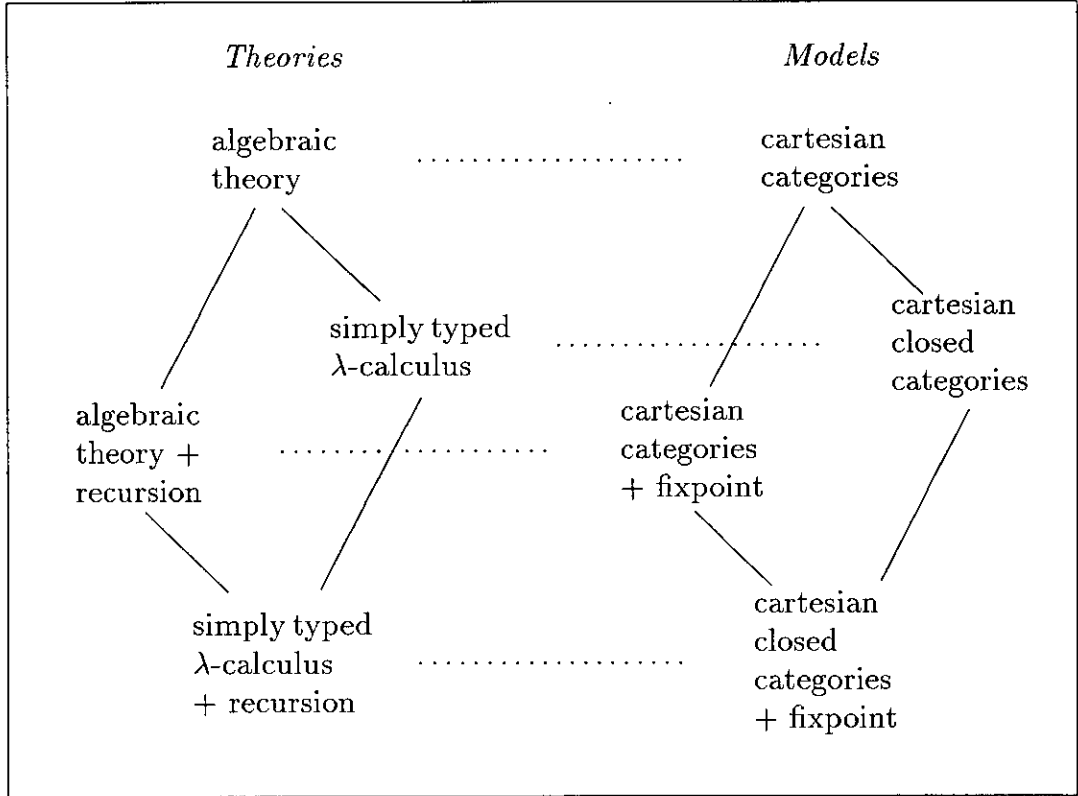 Theories
Models
algebraic
theory
cartesian
categories
simply typed
λ-calculus
cartesian
closed
categories
algebraic
theory +
recursion
cartesian
categories
+ fixpoint
simply typed
λ-calculus
+ recursion
cartesian
closed
categories
+ fixpoint